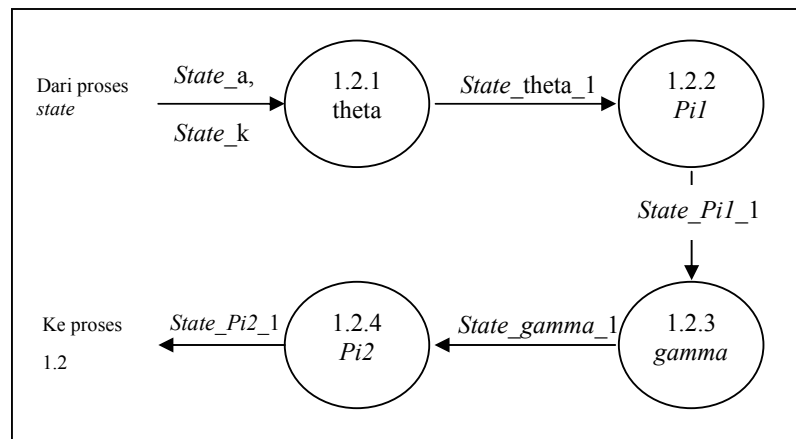 Dari proses
state
State_a,
State_k
1.2.1
theta
State_theta_1
1.2.2
Pi1
State_Pi1_1
Ke proses
1.2
State_Pi2_1
1.2.4
Pi2
State_gamma_1
1.2.3
gamma